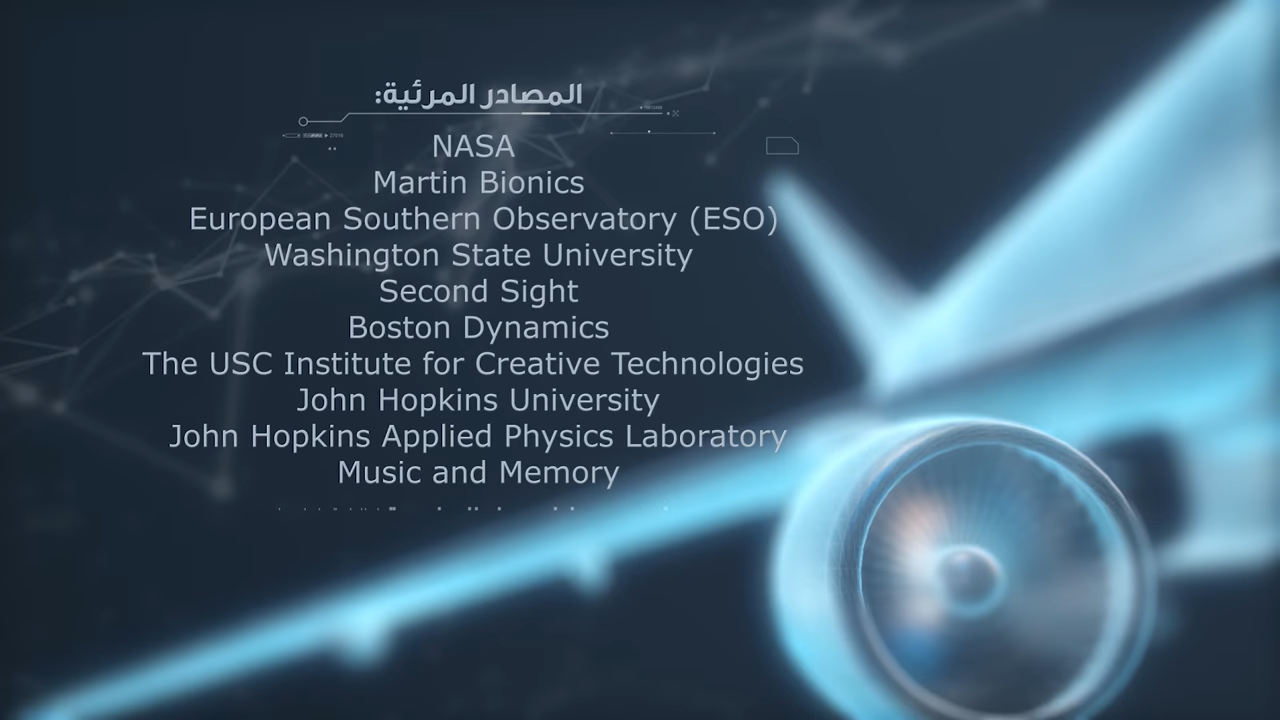 المصادر المرئية:
NASA
Martin Bionics
European Southern Observatory (ESO)
Washington State University
Second Sight
Boston Dynamics
The USC Institute for Creative Technologies
John Hopkins University
John Hopkins Applied Physics Laboratory
Music and Memory